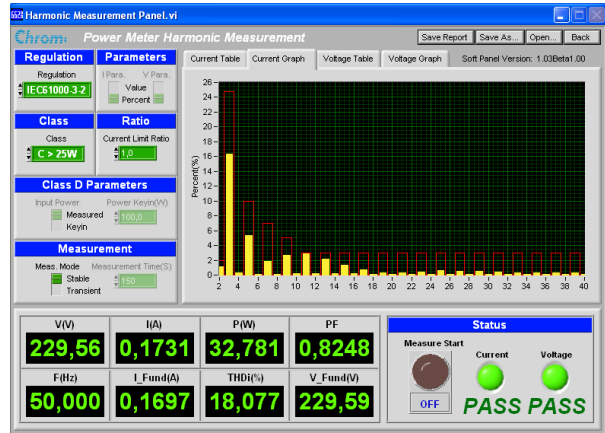 Harmonic Measurement Panel.vi
Chroma Power Meter Harmonic Measurement
Save Report Save As... Open... Back
Regulation Parameters
Regulation I Para. V Para.
IEC61000-3-2 Value
Percent
Class Ratio
Class Current Limit Ratio
C > 25W 1,0
Class D Parameters
Input Power Power Keyin(W)
Measured 100,0
Keyin
Measurement
Meas. Mode Measurement Time(S)
Stable 150
Transient
Current Table Current Graph Voltage Table Voltage Graph Soft Panel Version: 1.03Beta1.00
Percent(%)
26
24
22
20
18
16
14
12
10
8
6
4
2
0
2 4 6 8 10 12 14 16 18 20 22 24 26 28 30 32 34 36 38 40
V(V) I(A) P(W) PF
229,56 0,1731 32,781 0,8248
F(Hz) I_Fund(A) THDi(%) V_Fund(V)
50,000 0,1697 18,077 229,59
Status
Measure Start Current Voltage
OFF PASS PASS